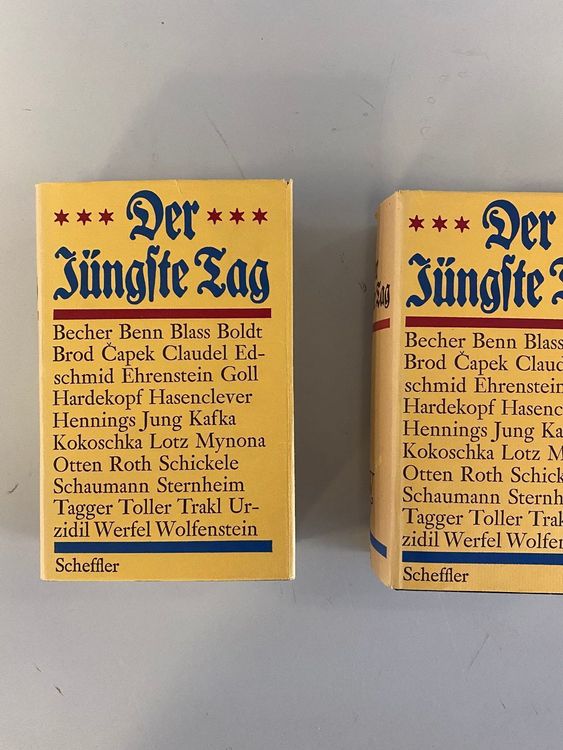 *** Der ***
Jüngste Tag
Becher Benn Blass Boldt
Brod Čapek Claudel Ed-
schmid Ehrenstein Goll
Hardekopf Hasenclever
Hennings Jung Kafka
Kokoschka Lotz Mynona
Otten Roth Schickele
Schaumann Sternheim
Tagger Toller Trakl Ur-
zidil Werfel Wolfenstein
Scheffler
Tag
*** Der
Jüngste
Becher Benn Blass
Brod Čapek
schmid Ehrenstein
Hardekopf
Hennings Jung
Kokoschka Lotz
Otten Roth
Schaumann
Tagger Toller
zidil Werfel
Scheffler